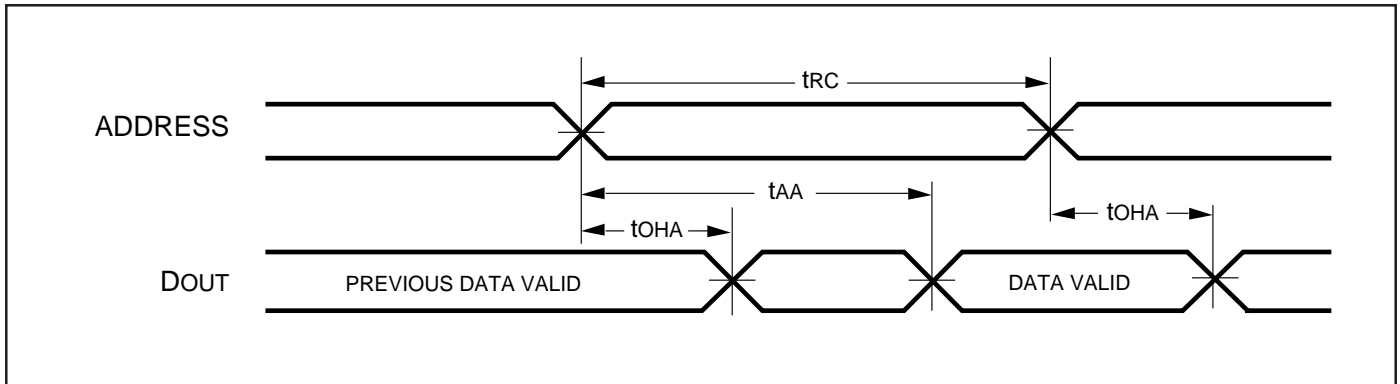 tRC
ADDRESS
tAA
tOHA
tOHA
DOUT
PREVIOUS DATA VALID
DATA VALID